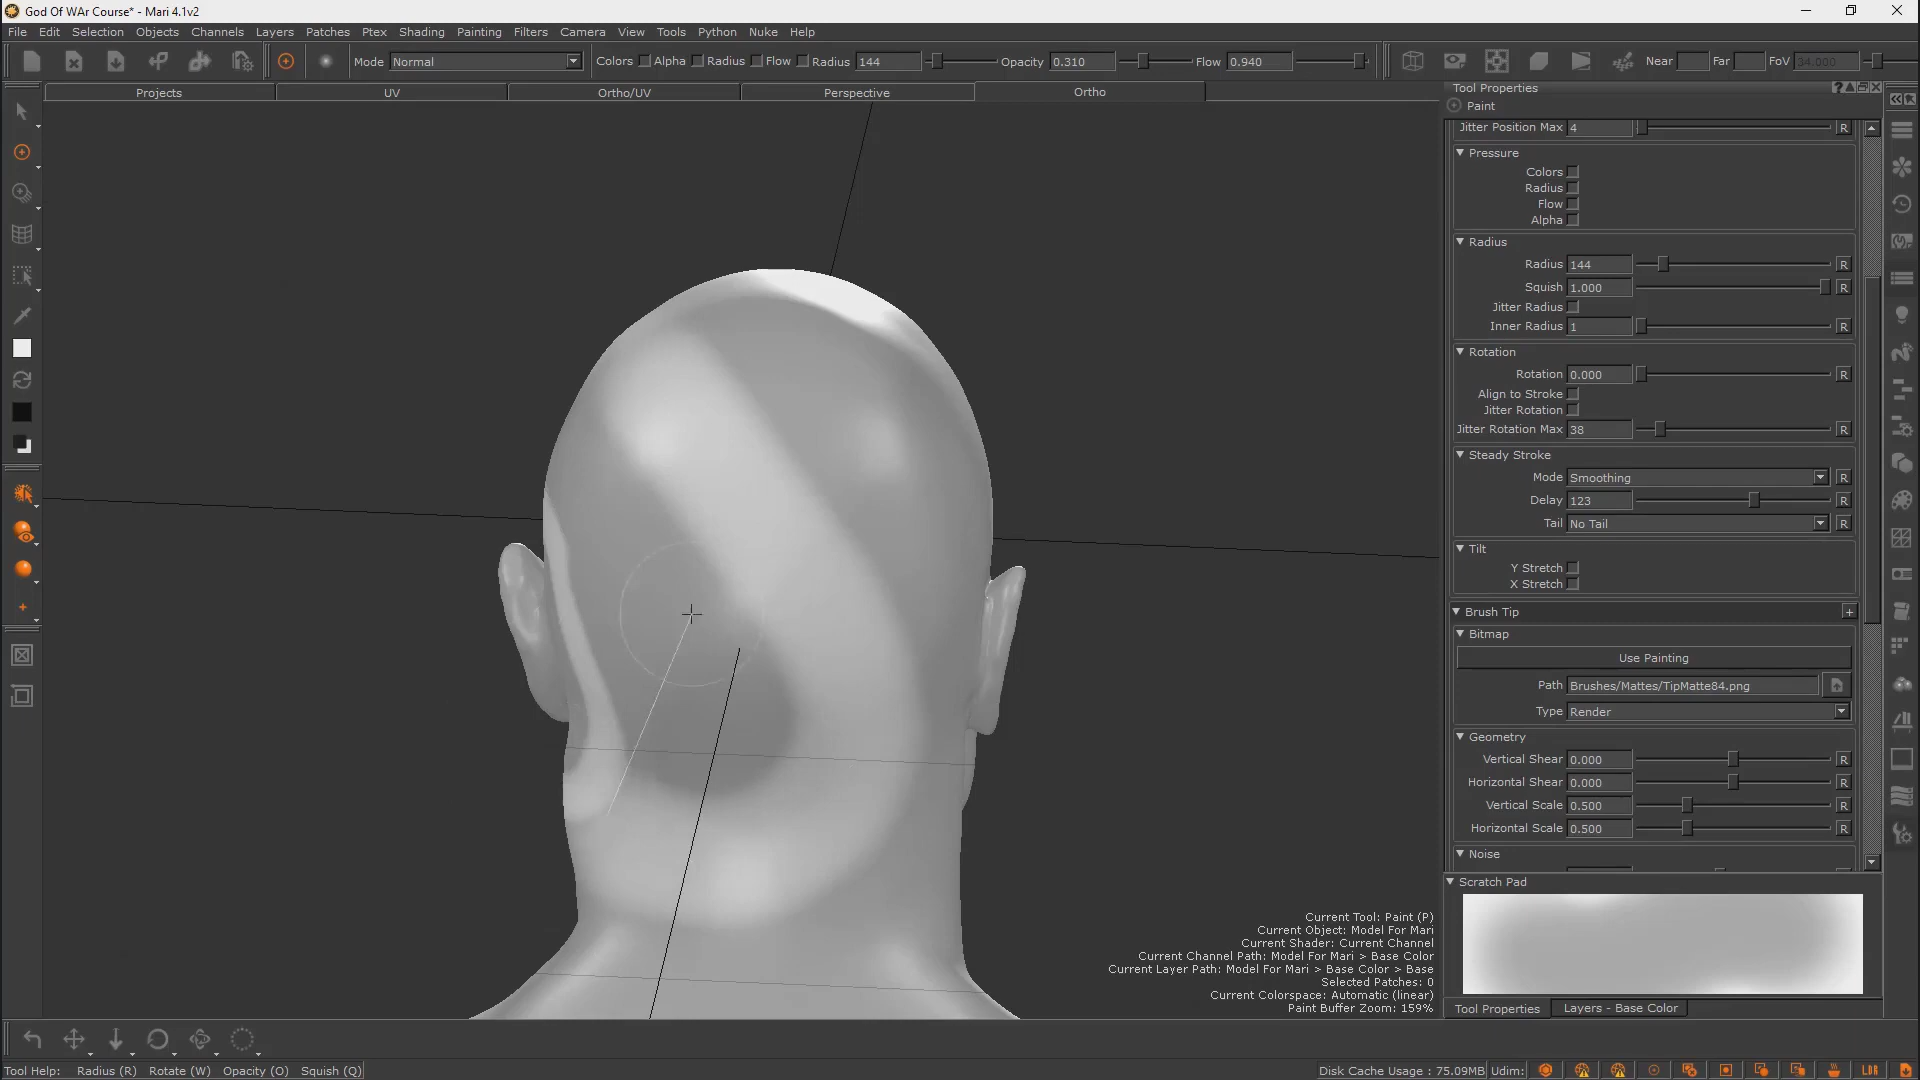 God Of WAr Course* - Mari 4.1v2
File Edit Selection Objects Channels Layers Patches Ptex Shading Painting Filters Camera View Tools Python Nuke Help
Mode Normal Colors Alpha Radius Flow Radius 144 Opacity 0.310 Flow 0.940 Near Far FoV 34.000
Projects UV Ortho/UV Perspective Ortho
Tool Properties
Paint
Jitter Position Max 4 R
Pressure
Colors
Radius
Flow
Alpha
Radius
Radius 144 R
Squish 1.000 R
Jitter Radius
Inner Radius 1 R
Rotation
Rotation 0.000 R
Align to Stroke
Jitter Rotation
Jitter Rotation Max 38 R
Steady Stroke
Mode Smoothing R
Delay 123 R
Tail No Tail R
Tilt
Y Stretch
X Stretch
Brush Tip +
Bitmap
Use Painting
Path Brushes/Mattes/TipMatte84.png
Type Render
Geometry
Vertical Shear 0.000 R
Horizontal Shear 0.000 R
Vertical Scale 0.500 R
Horizontal Scale 0.500 R
Noise
Scratch Pad
Current Tool: Paint (P)
Current Object: Model For Mari
Current Shader: Current Channel
Current Channel Path: Model For Mari > Base Color
Current Layer Path: Model For Mari > Base Color > Base
Selected Patches: 0
Current Colorspace: Automatic (linear)
Paint Buffer Zoom: 159%
Tool Properties Layers - Base Color
Tool Help: Radius (R) Rotate (W) Opacity (O) Squish (Q)
Disk Cache Usage : 75.09MB Udim: LDR